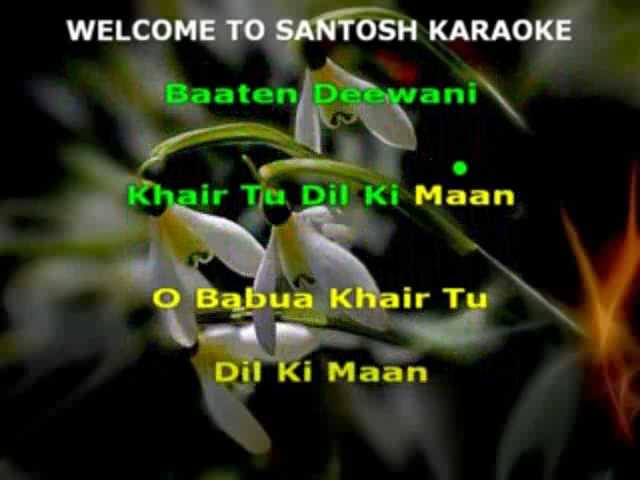 WELCOME TO SANTOSH KARAOKE
Baaten Deewani
Khair Tu Dil Ki Maan
O Babua Khair Tu
Dil Ki Maan